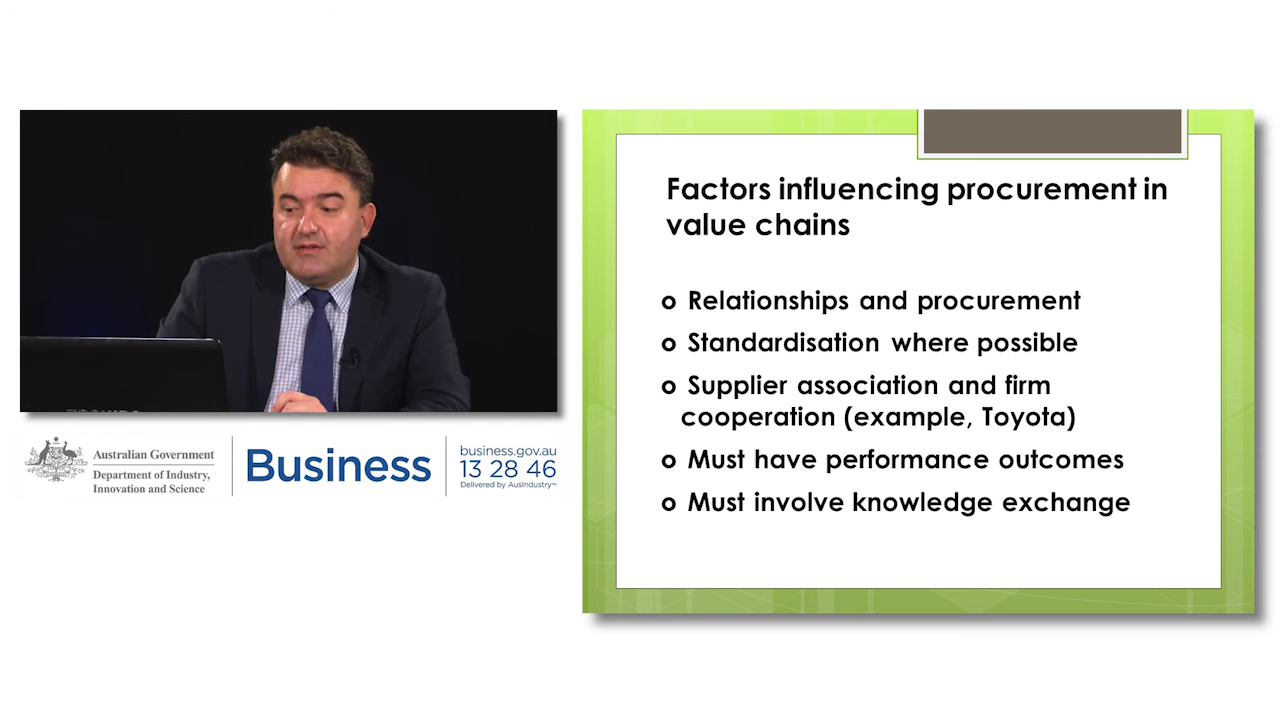 Factors influencing procurement in
value chains
o Relationships and procurement
o Standardisation where possible
o Supplier association and firm
cooperation (example, Toyota)
o Must have performance outcomes
o Must involve knowledge exchange
Australian Government
Department of Industry,
Innovation and Science
Business
business.gov.au
13 28 46
Delivered by AusIndustry™